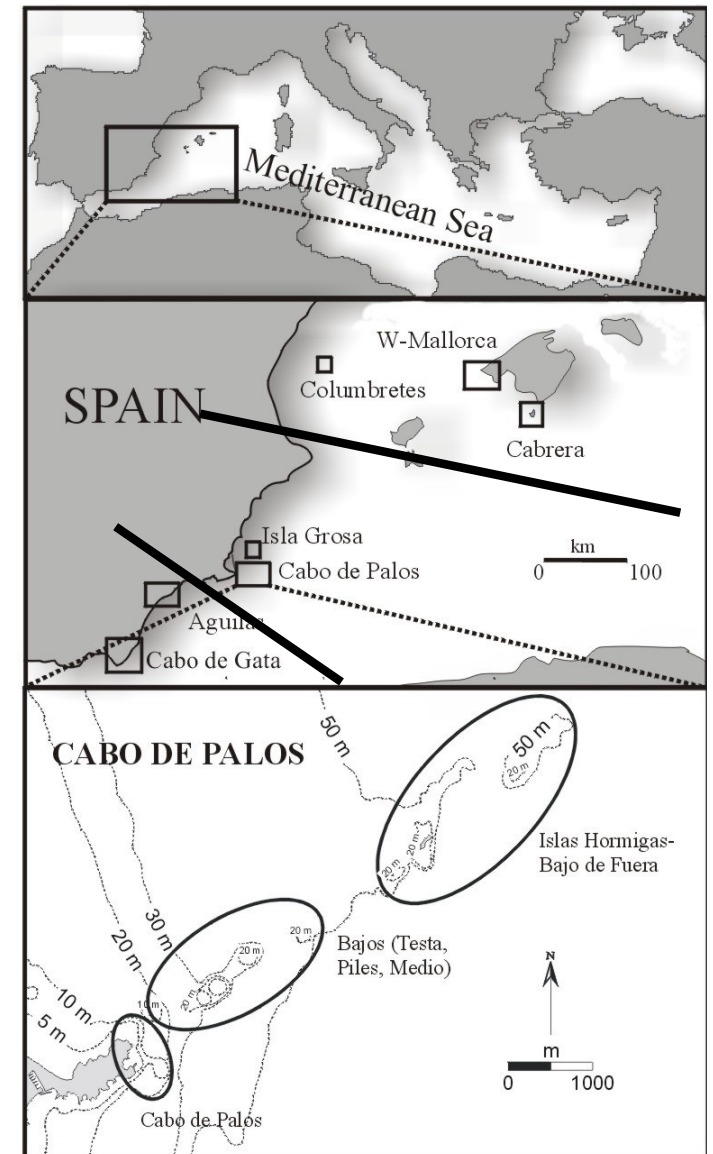 Mediterranean Sea
W-Mallorca
Columbretes
SPAIN
Cabrera
Isla Grosa
km
0 100
Cabo de Palos
Aguilas
Cabo de Gata
50 m
50 m
20 m
CABO DE PALOS
Islas Hormigas-
Bajo de Fuera
20 m
20 m
30 m
20 m
20 m
20 m
Bajos (Testa,
Piles, Medio)
20 m
N
10 m
10 m
5 m
m
0 1000
Cabo de Palos